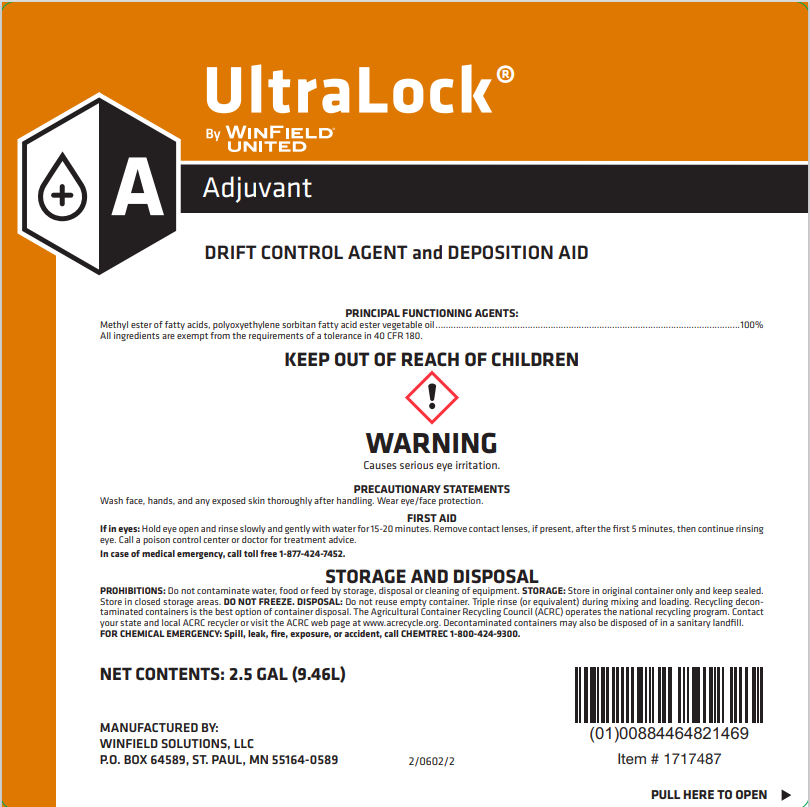 UltraLock®
By WINFIELD®
UNITED
A
Adjuvant
DRIFT CONTROL AGENT and DEPOSITION AID
PRINCIPAL FUNCTIONING AGENTS:
Methyl ester of fatty acids, polyoxyethylene sorbitan fatty acid ester vegetable oil....................100%
All ingredients are exempt from the requirements of a tolerance in 40 CFR 180.
KEEP OUT OF REACH OF CHILDREN
!
WARNING
Causes serious eye irritation.
PRECAUTIONARY STATEMENTS
Wash face, hands, and any exposed skin thoroughly after handling. Wear eye/face protection.
FIRST AID
If in eyes: Hold eye open and rinse slowly and gently with water for 15-20 minutes. Remove contact lenses, if present, after the first 5 minutes, then continue rinsing
eye. Call a poison control center or doctor for treatment advice.
In case of medical emergency, call toll free 1-877-424-7452.
STORAGE AND DISPOSAL
PROHIBITIONS: Do not contaminate water, food or feed by storage, disposal or cleaning of equipment. STORAGE: Store in original container only and keep sealed.
Store in closed storage areas. DO NOT FREEZE. DISPOSAL: Do not reuse empty container. Triple rinse (or equivalent) during mixing and loading. Recycling decon-
taminated containers is the best option of container disposal. The Agricultural Container Recycling Council (ACRC) operates the national recycling program. Contact
your state and local ACRC recycler or visit the ACRC web page at www.acrecycle.org. Decontaminated containers may also be disposed of in a sanitary landfill.
FOR CHEMICAL EMERGENCY: Spill, leak, fire, exposure, or accident, call CHEMTREC 1-800-424-9300.
NET CONTENTS: 2.5 GAL (9.46L)
(01)00884464821469
MANUFACTURED BY:
WINFIELD SOLUTIONS, LLC
P.O. BOX 64589, ST. PAUL, MN 55164-0589
2/0602/2
Item # 1717487
PULL HERE TO OPEN